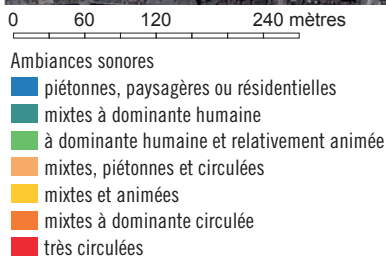 0 60 120 240 mètres
Ambiances sonores
piétonnes, paysagères ou résidentielles
mixtes à dominante humaine
à dominante humaine et relativement animée
mixtes, piétonnes et circulées
mixtes et animées
mixtes à dominante circulée
très circulées